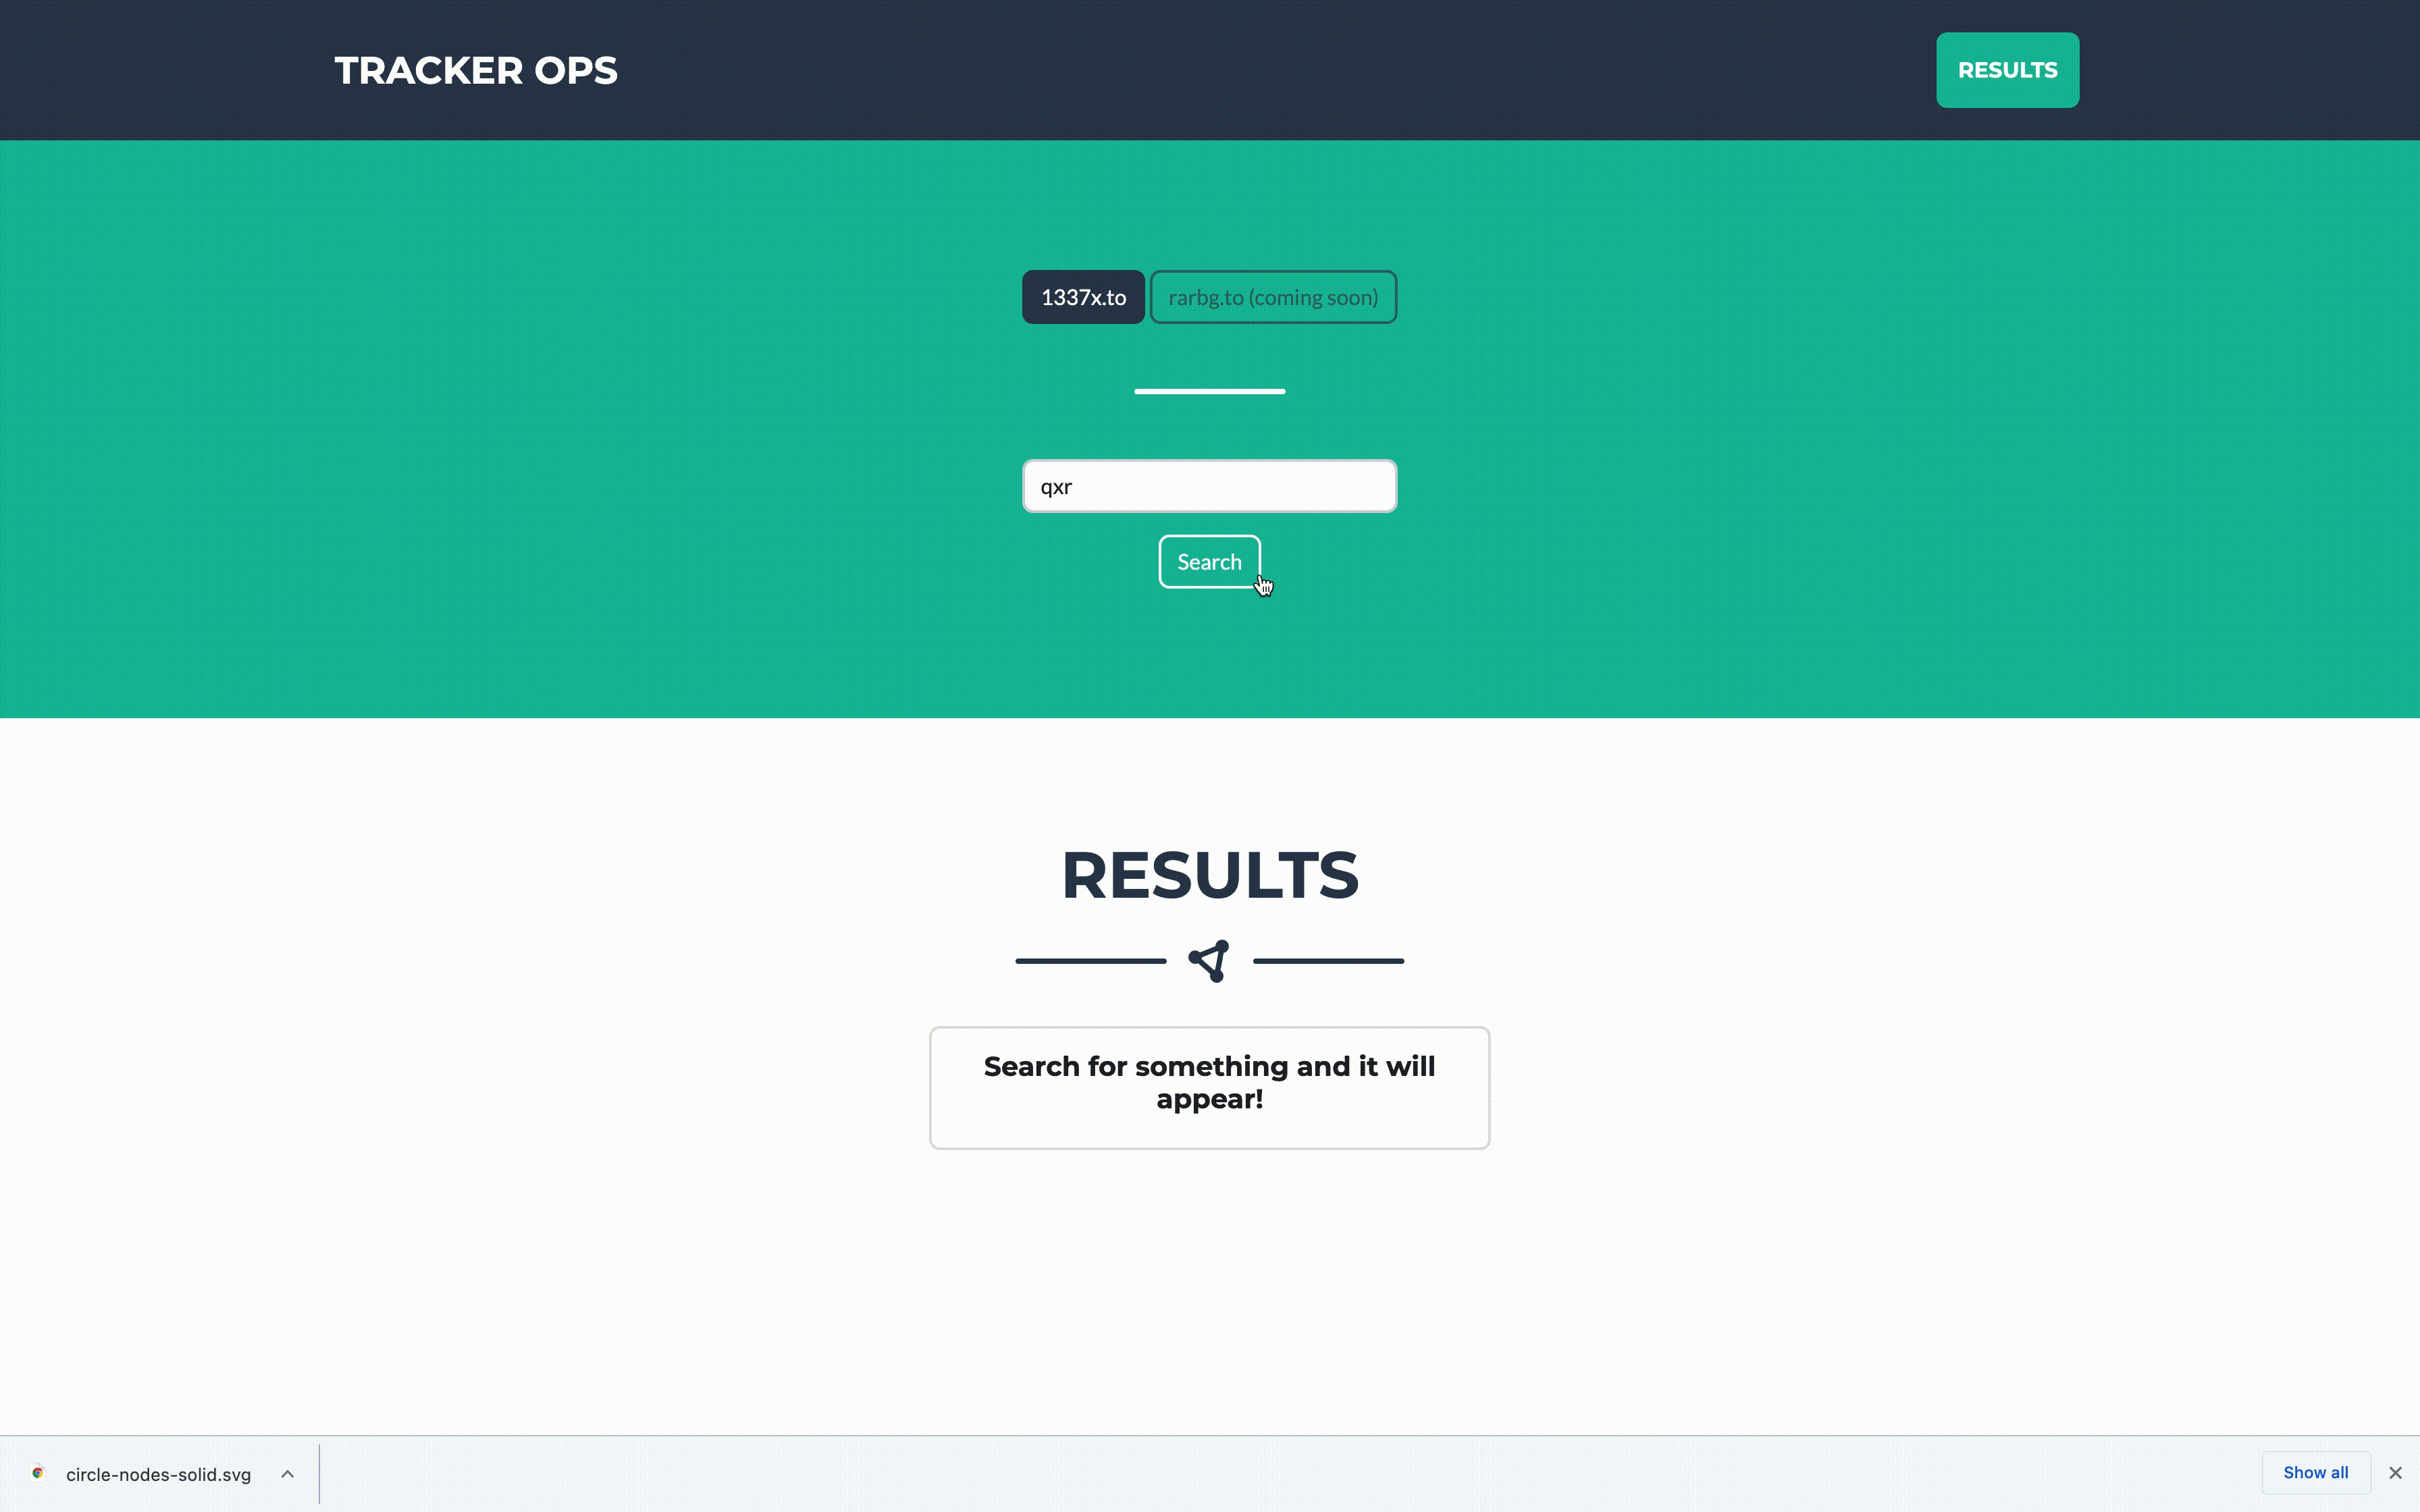 TRACKER OPS
RESULTS
1337x.to
rarbg.to (coming soon)
qxr
Search
RESULTS
Search for something and it will
appear!
circle-nodes-solid.svg
Show all